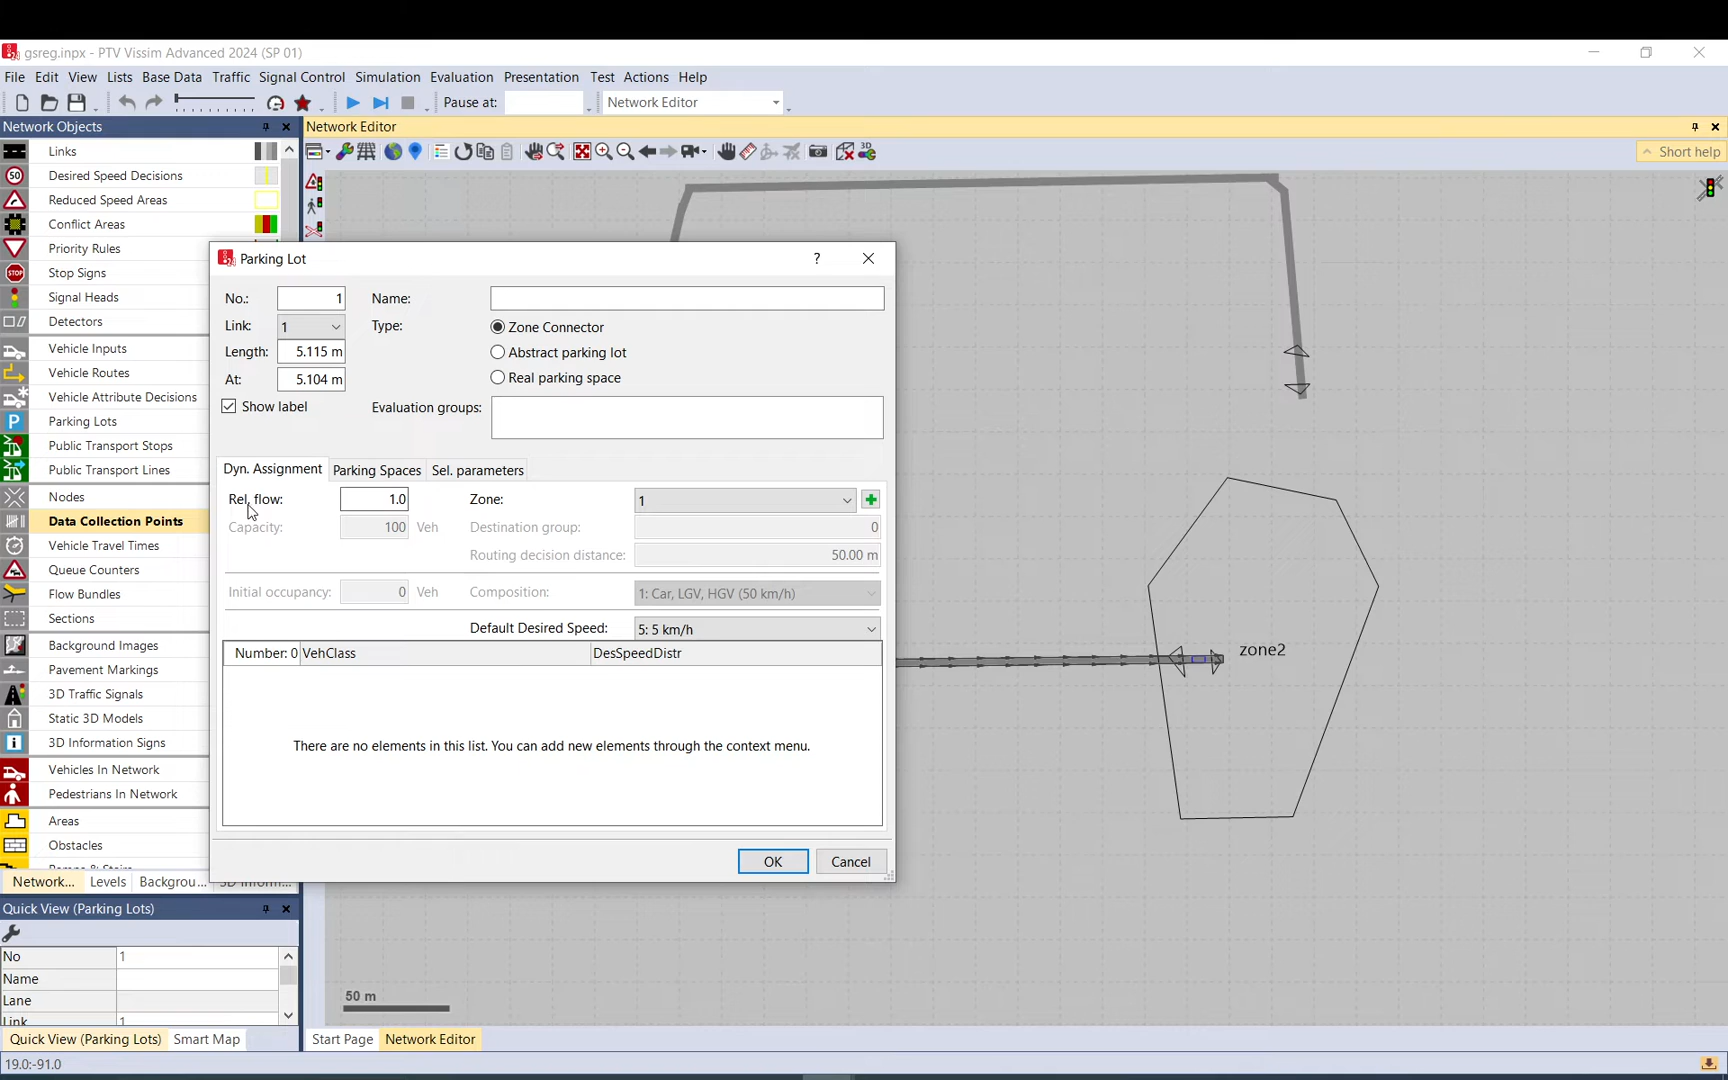 gsreg.inpx - PTV Vissim Advanced 2024 (SP 01)
File Edit View Lists Base Data Traffic Signal Control Simulation Evaluation Presentation Test Actions Help
Pause at: Network Editor
Network Objects
Network Editor
Links
Short help
50 Desired Speed Decisions
Reduced Speed Areas
Conflict Areas
Priority Rules
STOP Stop Signs
Signal Heads
Detectors
Vehicle Inputs
Vehicle Routes
Vehicle Attribute Decisions
P Parking Lots
Public Transport Stops
Public Transport Lines
Nodes
Data Collection Points
Vehicle Travel Times
Queue Counters
Flow Bundles
Sections
Background Images
Pavement Markings
3D Traffic Signals
Static 3D Models
3D Information Signs
Vehicles In Network
Pedestrians In Network
Areas
Obstacles
Ramps & Stairs
Network... Levels Backgrou... 3D Inform...
Parking Lot
?
No.: 1 Name:
Link: 1 Type: Zone Connector
Length: 5.115 m Abstract parking lot
At: 5.104 m Real parking space
Show label Evaluation groups:
Dyn. Assignment Parking Spaces Sel. parameters
Rel. flow: 1.0 Zone: 1
Capacity: 100 Veh Destination group: 0
Routing decision distance: 50.00 m
Initial occupancy: 0 Veh Composition: 1: Car, LGV, HGV (50 km/h)
Default Desired Speed: 5: 5 km/h
Number: 0 VehClass DesSpeedDistr
There are no elements in this list. You can add new elements through the context menu.
OK Cancel
zone2
Quick View (Parking Lots)
No 1
Name
Lane
Link 1
50 m
Quick View (Parking Lots) Smart Map
Start Page Network Editor
19.0:-91.0